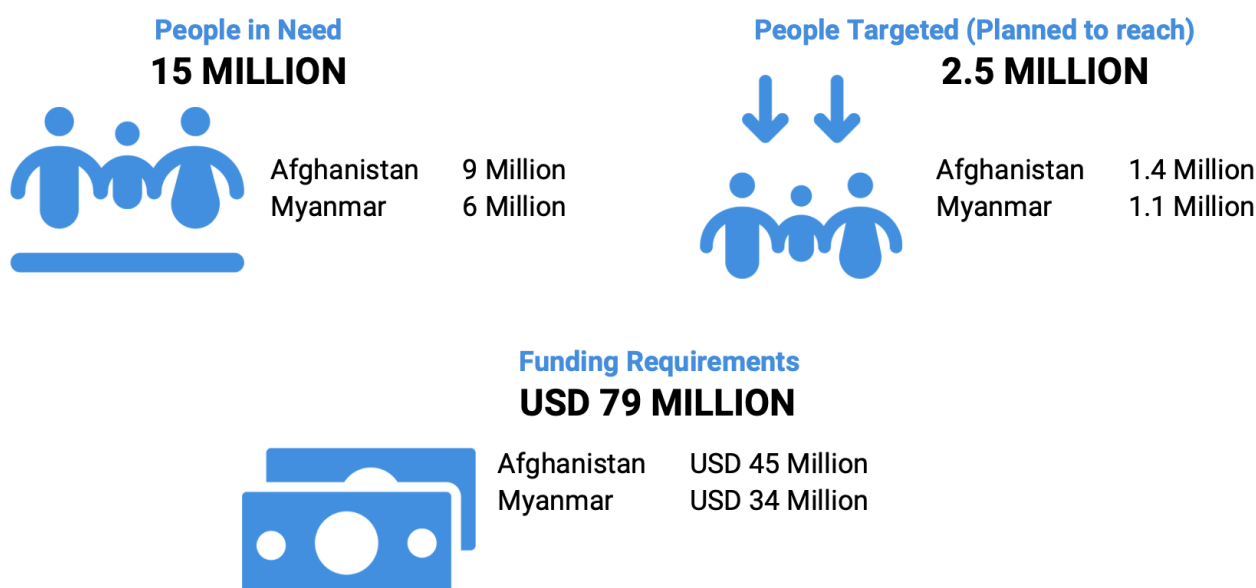 People in Need
15 MILLION
Afghanistan 9 Million
Myanmar 6 Million
People Targeted (Planned to reach)
2.5 MILLION
Afghanistan 1.4 Million
Myanmar 1.1 Million
Funding Requirements
USD 79 MILLION
Afghanistan USD 45 Million
Myanmar USD 34 Million